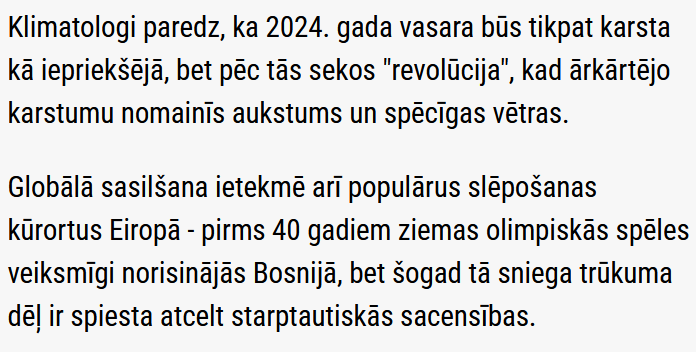 Klimatologi paredz, ka 2024. gada vasara būs tikpat karsta
kā iepriekšējā, bet pēc tās sekos "revolūcija", kad ārkārtējo
karstumu nomainīs aukstums un spēcīgas vētras.
Globālā sasilšana ietekmē arī populārus slēpošanas
kūrortus Eiropā - pirms 40 gadiem ziemas olimpiskās spēles
veiksmīgi norisinājās Bosnijā, bet šogad tā sniega trūkuma
dēļ ir spiesta atcelt starptautiskās sacensības.